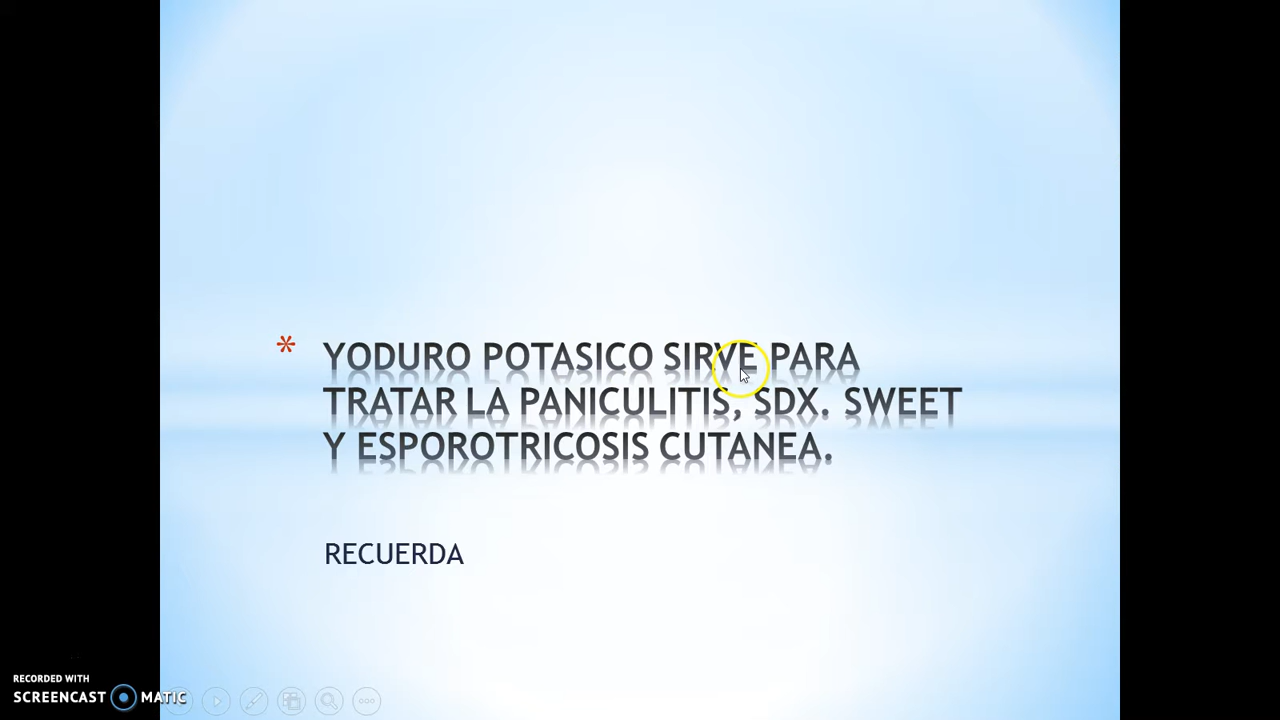 * YODURO POTASICO SIRVE PARA
TRATAR LA PANICULITIS, SDX. SWEET
Y ESPOROTRICOSIS CUTANEA.
RECUERDA
RECORDED WITH
SCREENCAST MATIC